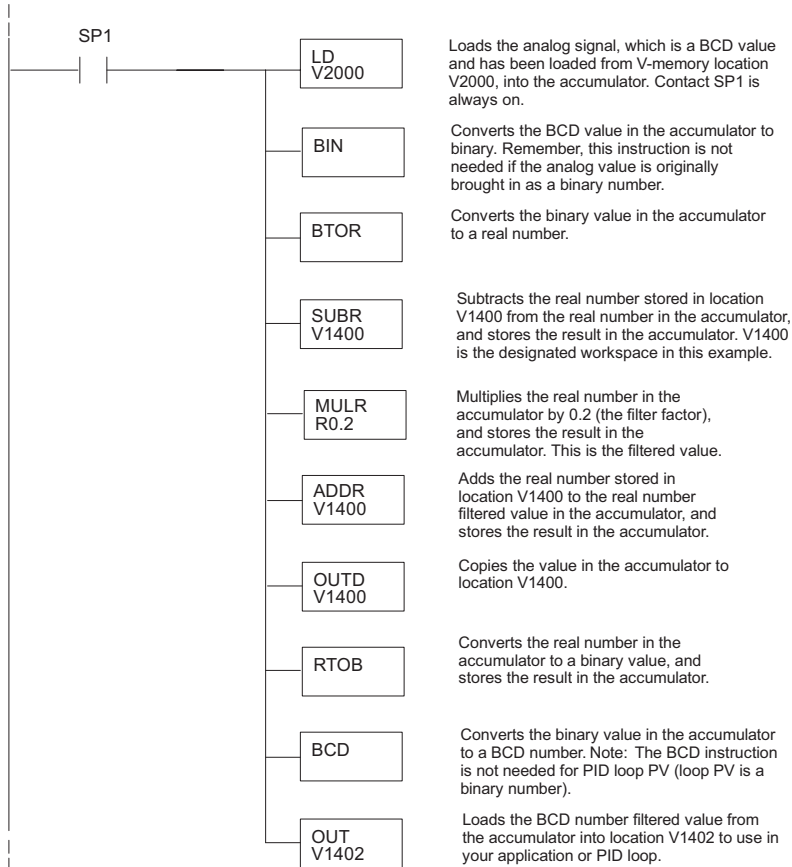 SP1
LD
V2000
Loads the analog signal, which is a BCD value
and has been loaded from V-memory location
V2000, into the accumulator. Contact SP1 is
always on.
BIN
Converts the BCD value in the accumulator to
binary. Remember, this instruction is not
needed if the analog value is originally
brought in as a binary number.
BTOR
Converts the binary value in the accumulator
to a real number.
SUBR
V1400
Subtracts the real number stored in location
V1400 from the real number in the accumulator,
and stores the result in the accumulator. V1400
is the designated workspace in this example.
MULR
R0.2
Multiplies the real number in the
accumulator by 0.2 (the filter factor),
and stores the result in the
accumulator. This is the filtered value.
ADDR
V1400
Adds the real number stored in
location V1400 to the real number
filtered value in the accumulator, and
stores the result in the accumulator.
OUTD
V1400
Copies the value in the accumulator to
location V1400.
RTOB
Converts the real number in the
accumulator to a binary value, and
stores the result in the accumulator.
BCD
Converts the binary value in the accumulator
to a BCD number. Note: The BCD instruction
is not needed for PID loop PV (loop PV is a
binary number).
OUT
V1402
Loads the BCD number filtered value from
the accumulator into location V1402 to use in
your application or PID loop.